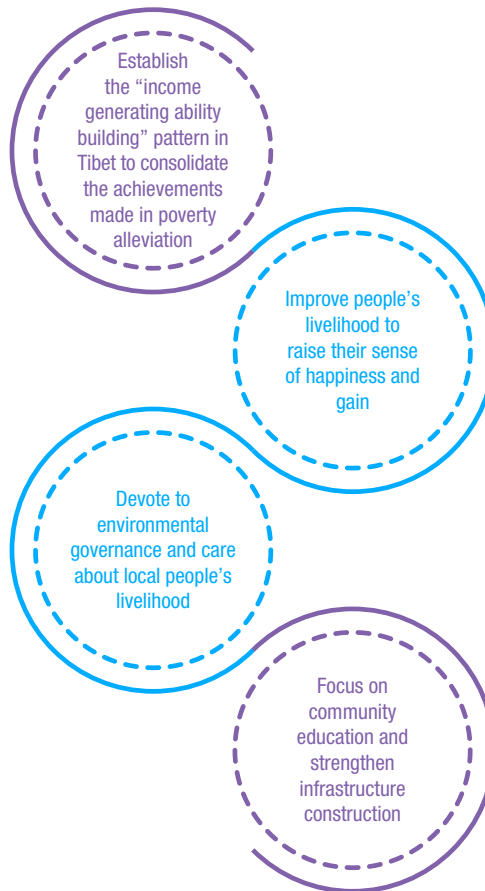 Establish
the “income
generating ability
building” pattern in
Tibet to consolidate
the achievements
made in poverty
alleviation
Improve people’s
livelihood to
raise their sense
of happiness and
gain
Devote to
environmental
governance and care
about local people’s
livelihood
Focus on
community
education and
strengthen
infrastructure
construction